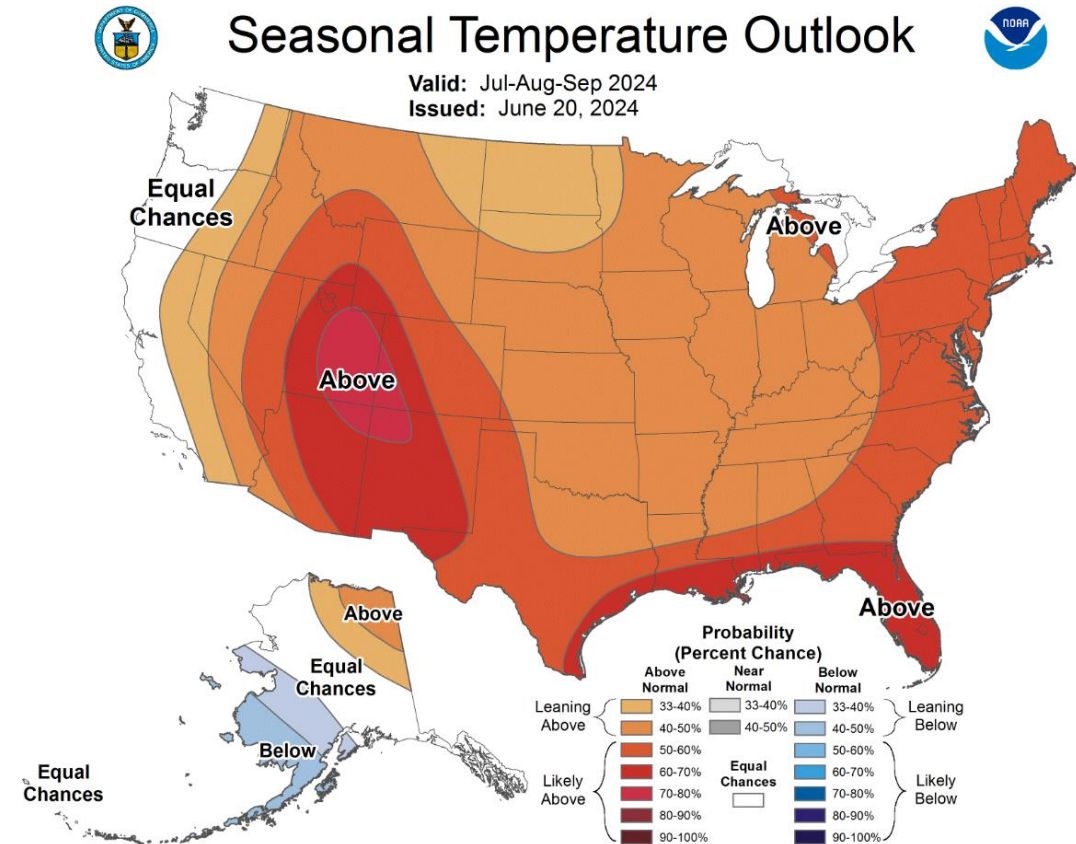 Seasonal Temperature Outlook
NOAA
Valid: Jul-Aug-Sep 2024
Issued: June 20, 2024
Equal
Chances
Above
Above
Above
Above
Equal
Chances
Below
Equal
Chances
Probability
(Percent Chance)
Above
Normal
Near
Normal
Below
Normal
Leaning
Above
33-40%
40-50%
33-40%
40-50%
33-40%
40-50%
Leaning
Below
Likely
Above
50-60%
60-70%
70-80%
80-90%
90-100%
Equal
Chances
50-60%
60-70%
70-80%
80-90%
90-100%
Likely
Below